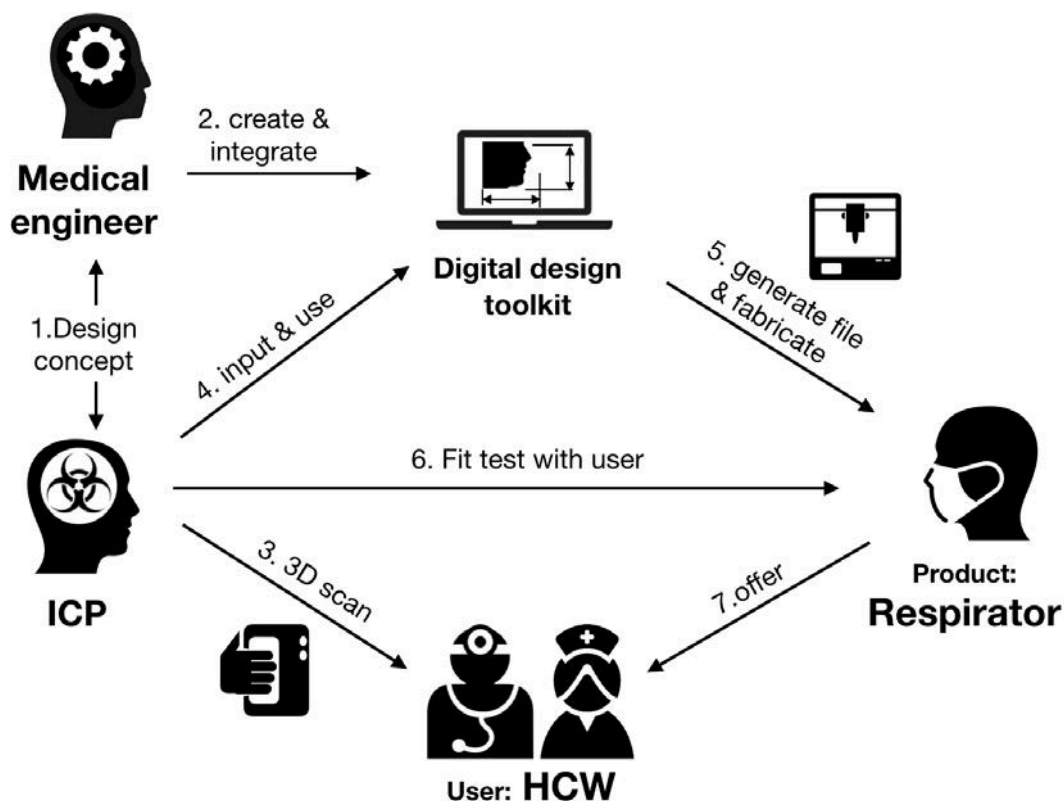 2. create &
integrate
Medical
engineer
Digital design
toolkit
5. generate file
& fabricate
1.Design
concept
4. input & use
6. Fit test with user
3. 3D scan
ICP
7.offer
Product:
Respirator
User: HCW